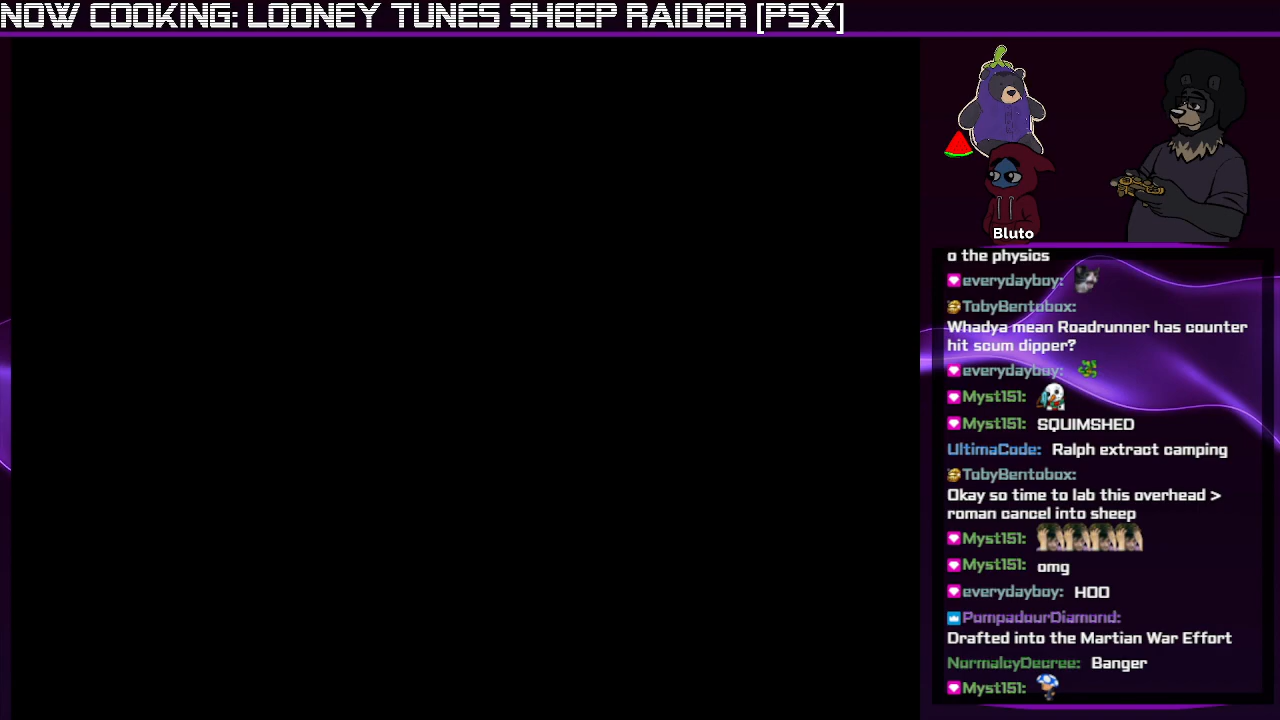 NOW COOKING: LOONEY TUNES SHEEP RAIDER [PSX]
Bluto
o the physics
everydayboy:
TobyBentobox:
Whadya mean Roadrunner has counter
hit scum dipper?
everydayboy:
Myst151:
Myst151: SQUIMSHED
UltimaCode: Ralph extract camping
TobyBentobox:
Okay so time to lab this overhead >
roman cancel into sheep
Myst151:
Myst151: omg
everydayboy: HOO
PompadourDiamond:
Drafted into the Martian War Effort
NormalcyDecree: Banger
Myst151: